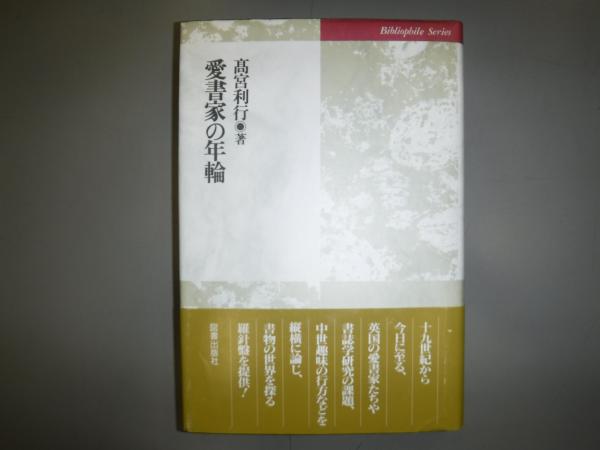 Bibliophile Series
髙宮利行◉著
愛書家の年輪
十九世紀から
今日に至る、
英国の愛書家たちや
書誌学研究の課題、
中世趣味の行方などを
縦横に論じ、
書物の世界を探る
羅針盤を提供!
図書出版社